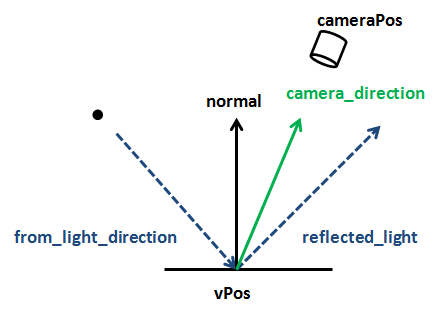 cameraPos
camera_direction
normal
from_light_direction
reflected_light
vPos